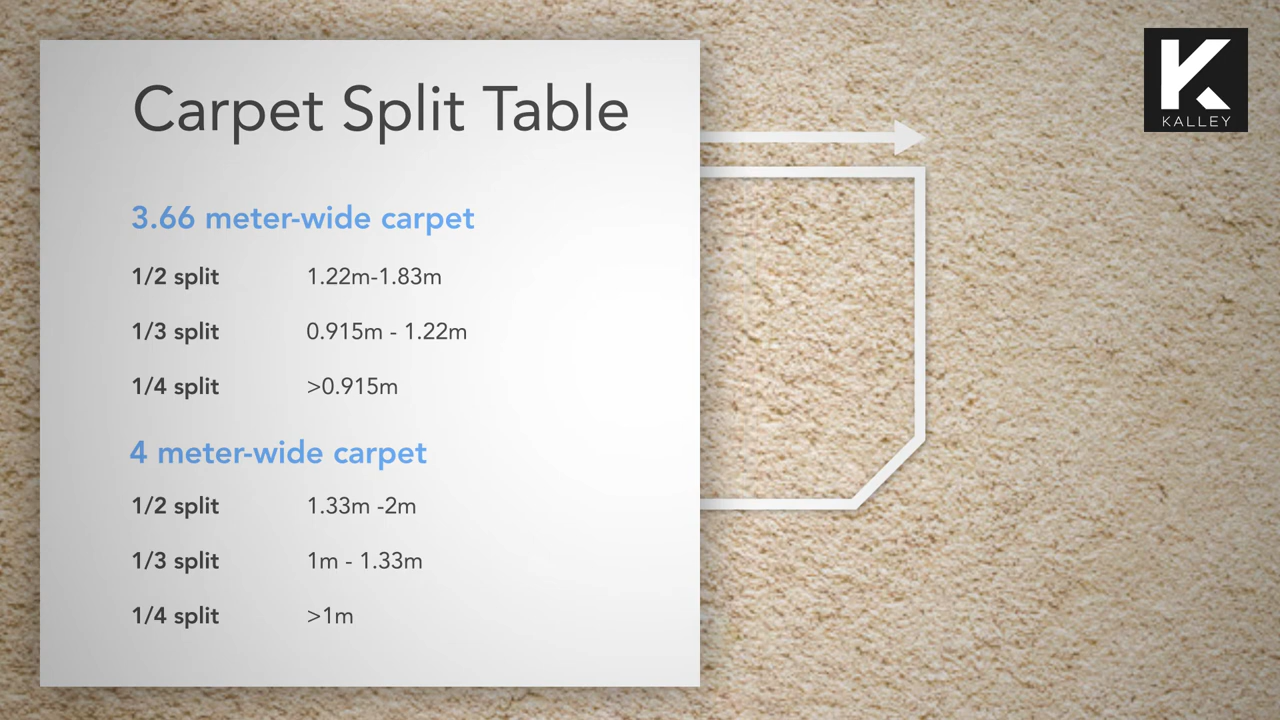 Carpet Split Table
3.66 meter-wide carpet
1/2 split 1.22m-1.83m
1/3 split 0.915m - 1.22m
1/4 split >0.915m
4 meter-wide carpet
1/2 split 1.33m -2m
1/3 split 1m - 1.33m
1/4 split >1m
K
KALLEY